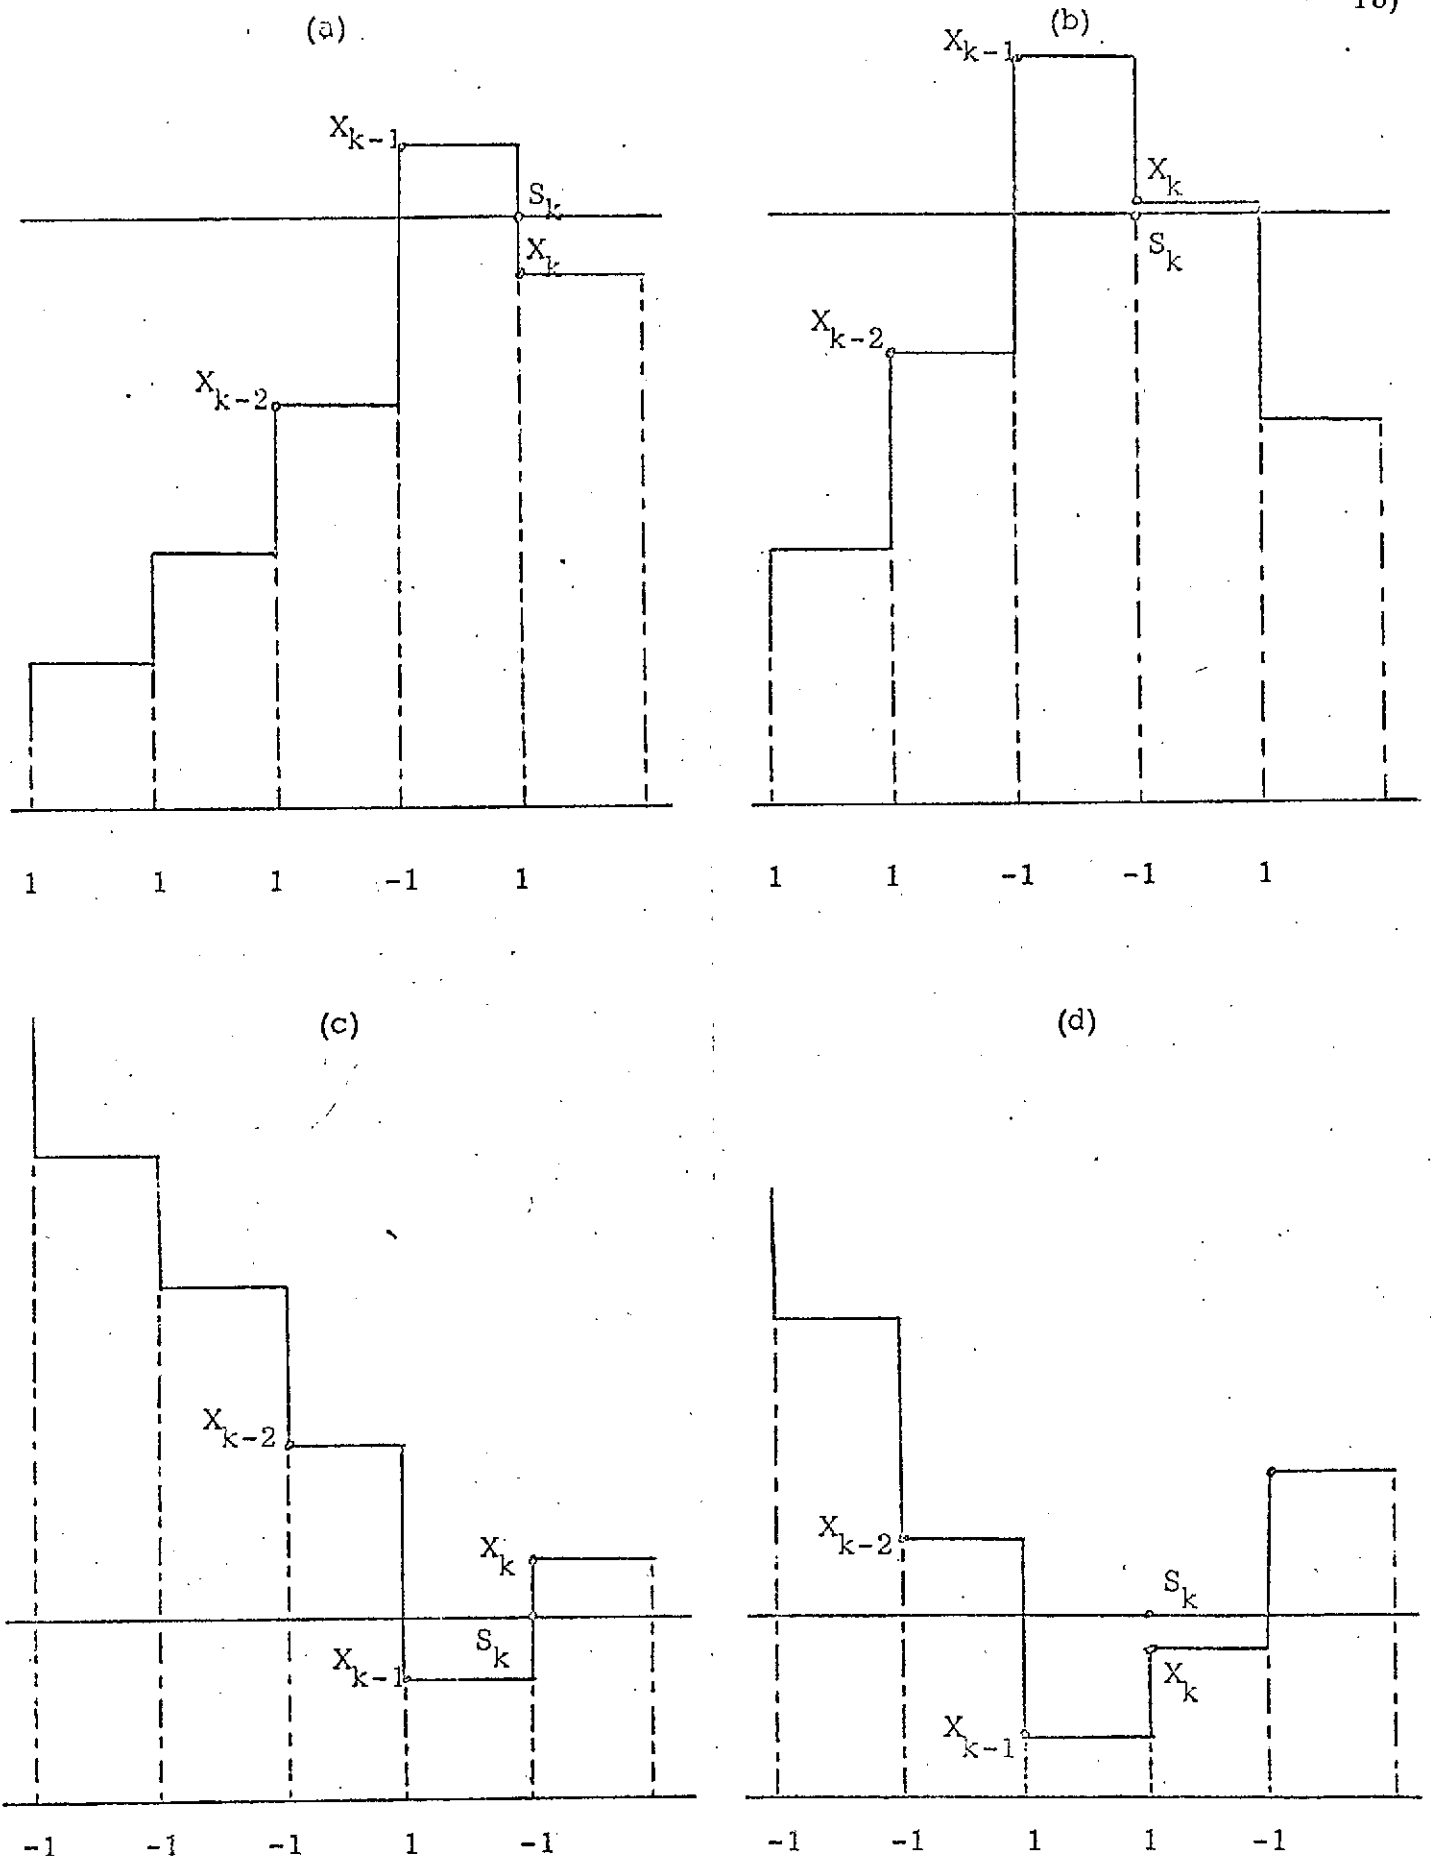 (a)
(b)
X_{k-1}
X_{k-1}
S_k
X_k
X_k
S_k
X_{k-2}
X_{k-2}
1 1 1 -1 1
1 1 -1 -1 1
(c)
(d)
X_{k-2}
X_k
S_k
X_{k-1}
X_{k-2}
S_k
X_k
X_{k-1}
-1 -1 -1 1 -1
-1 -1 1 1 -1